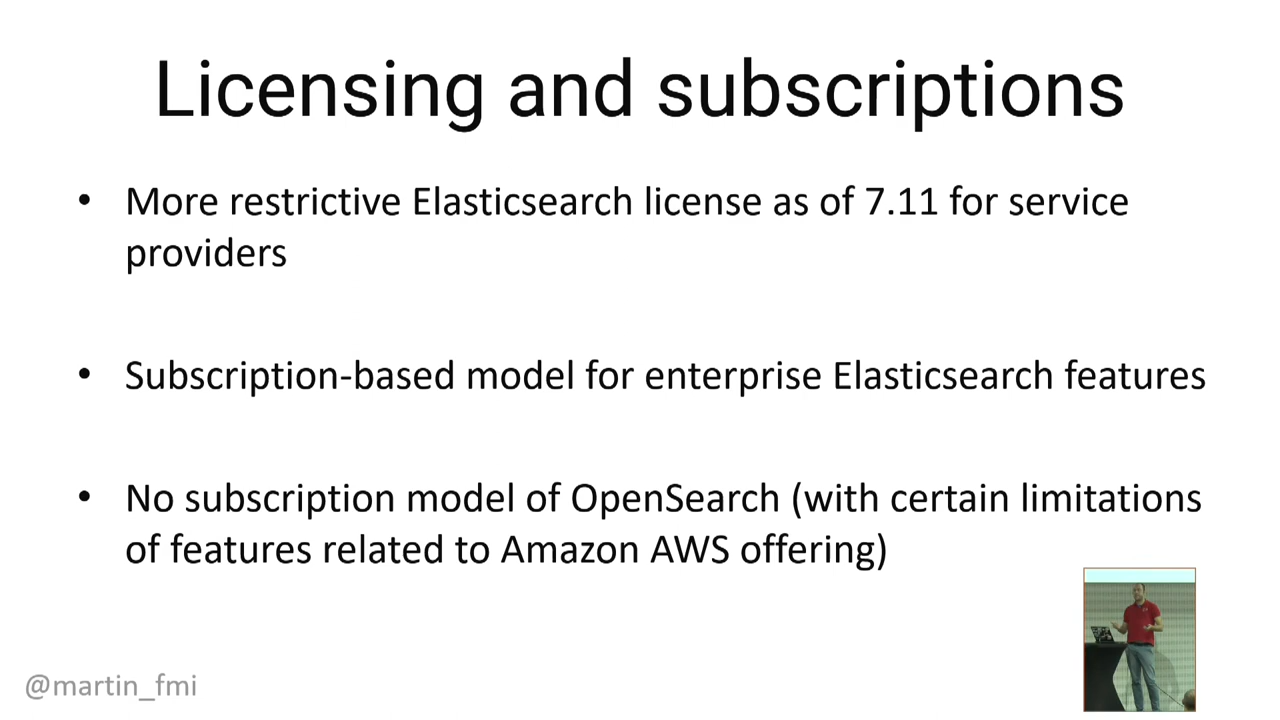 Licensing and subscriptions
• More restrictive Elasticsearch license as of 7.11 for service
providers
• Subscription-based model for enterprise Elasticsearch features
• No subscription model of OpenSearch (with certain limitations
of features related to Amazon AWS offering)
@martin_fmi